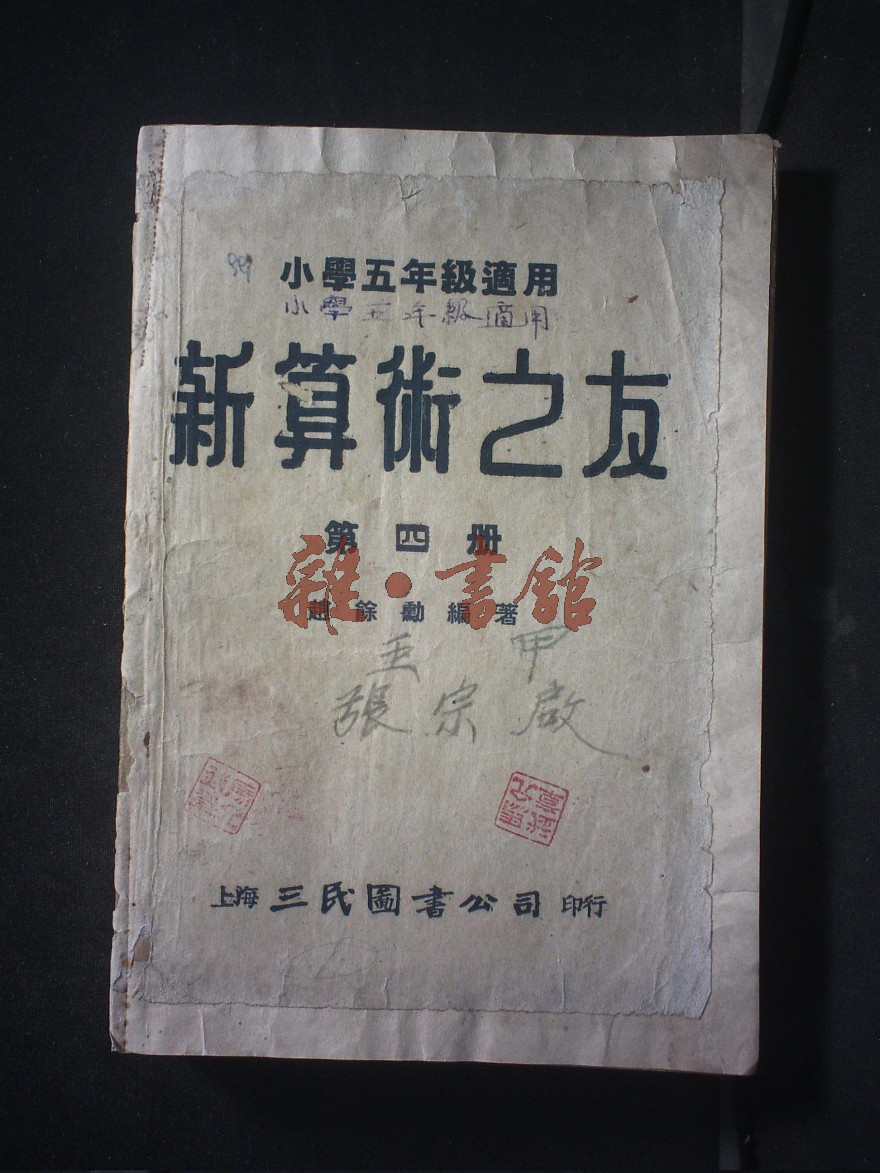 小學五年級適用
小學五年級適用
新算術之友
第四册
雜·書館
趙餘勳編著
王甲
張宗啟
上海三民圖書公司印行